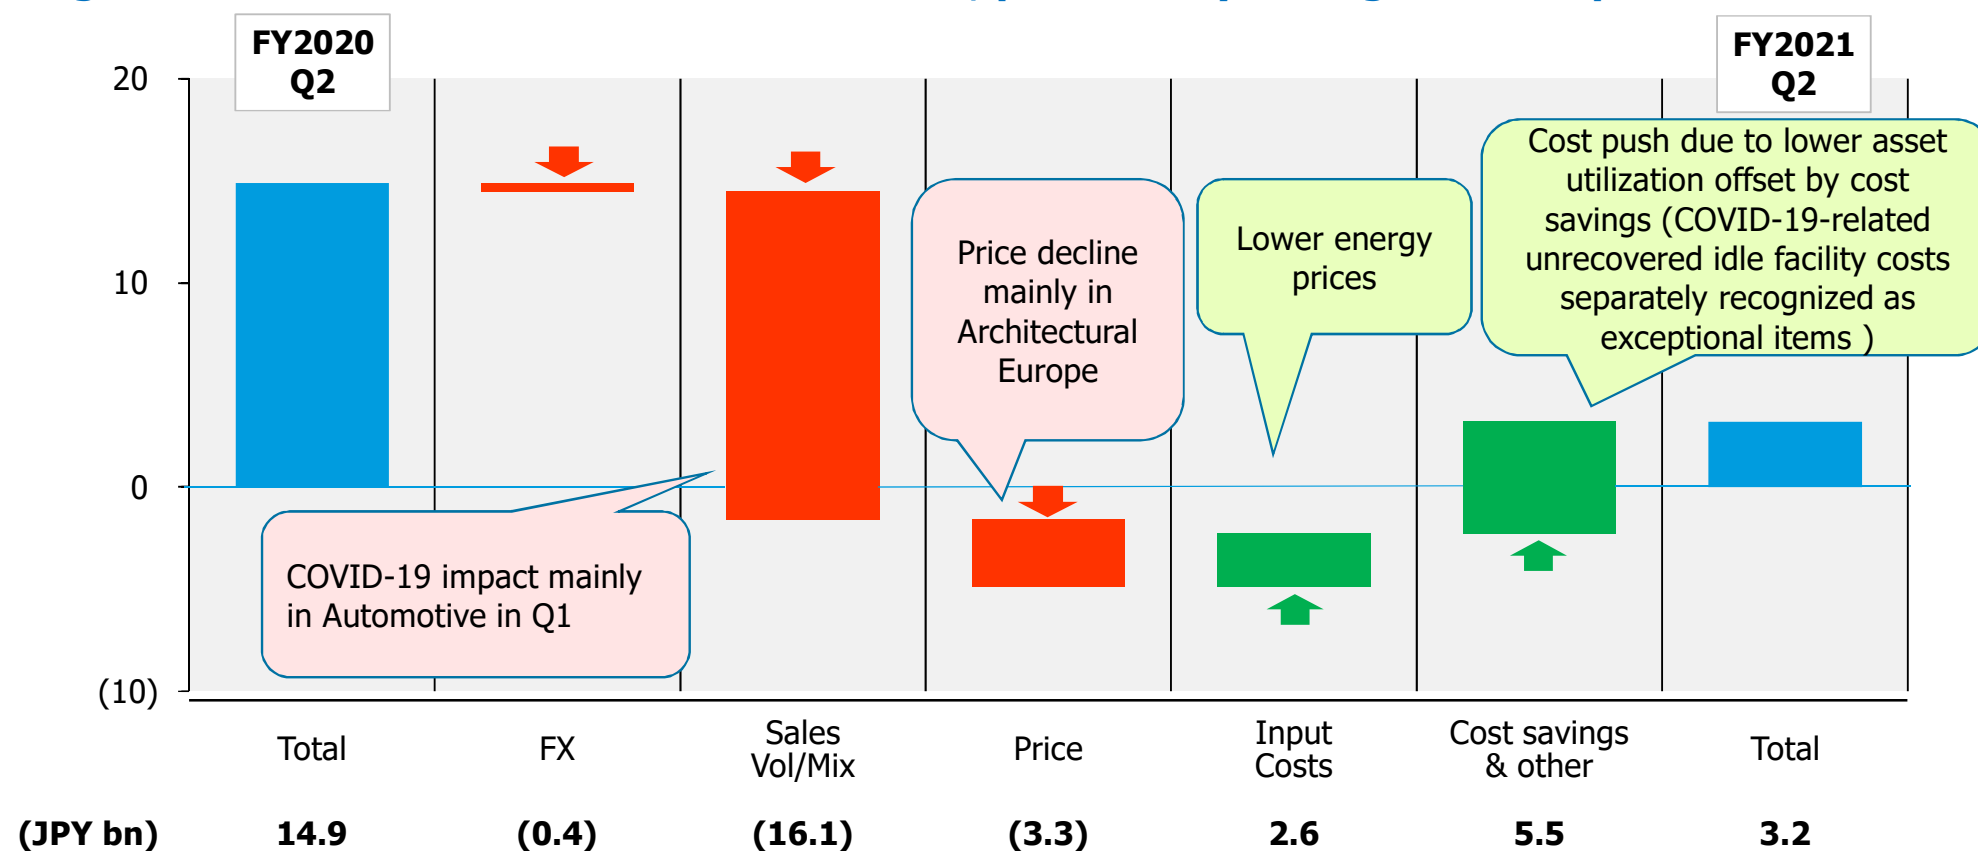 FY2020
Q2
FY2021
Q2
20
10
0
(10)
Cost push due to lower asset
utilization offset by cost
savings (COVID-19-related
unrecovered idle facility costs
separately recognized as
exceptional items )
Price decline
mainly in
Architectural
Europe
Lower energy
prices
COVID-19 impact mainly
in Automotive in Q1
Total
FX
Sales
Vol/Mix
Price
Input
Costs
Cost savings
& other
Total
(JPY bn) 14.9 (0.4) (16.1) (3.3) 2.6 5.5 3.2